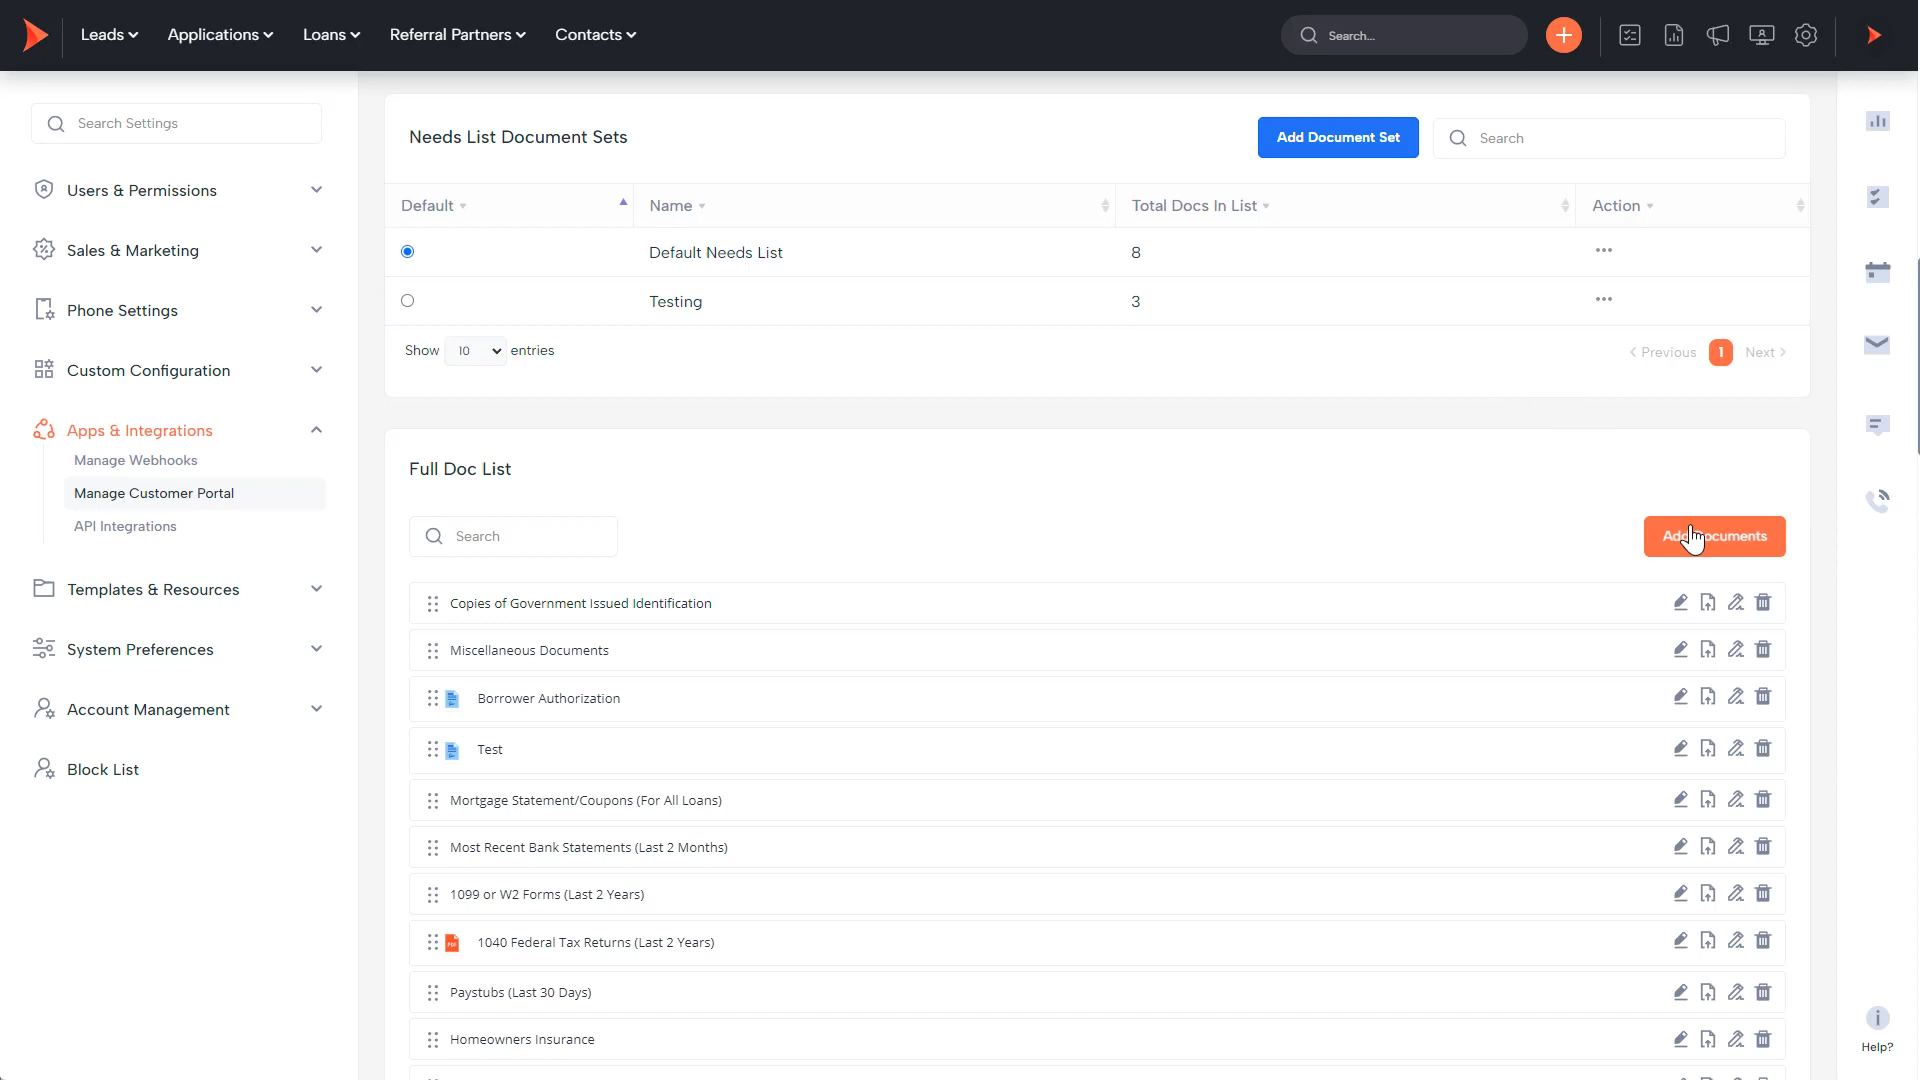 Leads
Applications
Loans
Referral Partners
Contacts
Search...
Search Settings
Users & Permissions
Sales & Marketing
Phone Settings
Custom Configuration
Apps & Integrations
Manage Webhooks
Manage Customer Portal
API Integrations
Templates & Resources
System Preferences
Account Management
Block List
Needs List Document Sets
Add Document Set
Search
Default Name Total Docs In List Action
Default Needs List 8
Testing 3
Show 10 entries
Previous 1 Next
Full Doc List
Search
Add Documents
Copies of Government Issued Identification
Miscellaneous Documents
Borrower Authorization
Test
Mortgage Statement/Coupons (For All Loans)
Most Recent Bank Statements (Last 2 Months)
1099 or W2 Forms (Last 2 Years)
PDF 1040 Federal Tax Returns (Last 2 Years)
Paystubs (Last 30 Days)
Homeowners Insurance
Help?